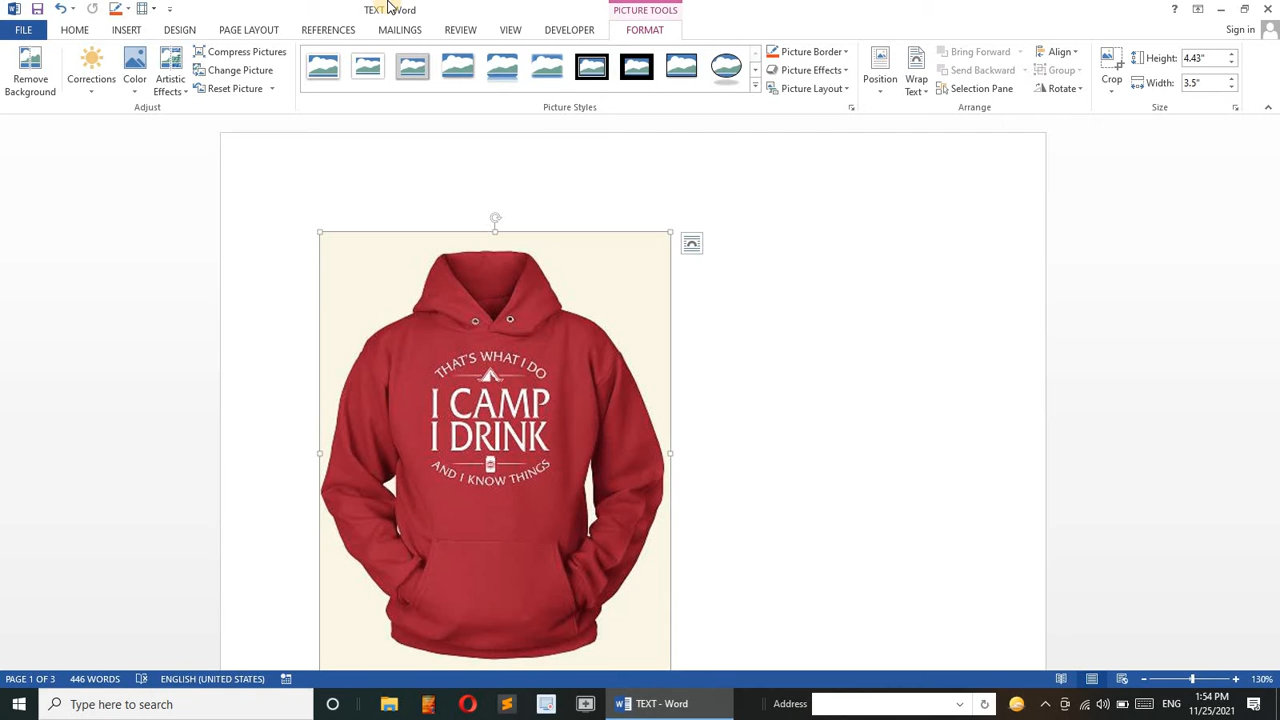 TEXT - Word
PICTURE TOOLS
Sign in
FILE HOME INSERT DESIGN PAGE LAYOUT REFERENCES MAILINGS REVIEW VIEW DEVELOPER FORMAT
Remove Background
Corrections
Color
Artistic Effects
Compress Pictures
Change Picture
Reset Picture
Adjust
Picture Styles
Picture Border
Picture Effects
Picture Layout
Position
Wrap Text
Bring Forward
Send Backward
Selection Pane
Align
Group
Rotate
Arrange
Crop
Height: 4.43"
Width: 3.5"
Size
THAT'S WHAT I DO
I CAMP
I DRINK
AND I KNOW THINGS
PAGE 1 OF 3 446 WORDS ENGLISH (UNITED STATES) 130%
Type here to search
TEXT - Word
Address
ENG
1:54 PM
11/25/2021